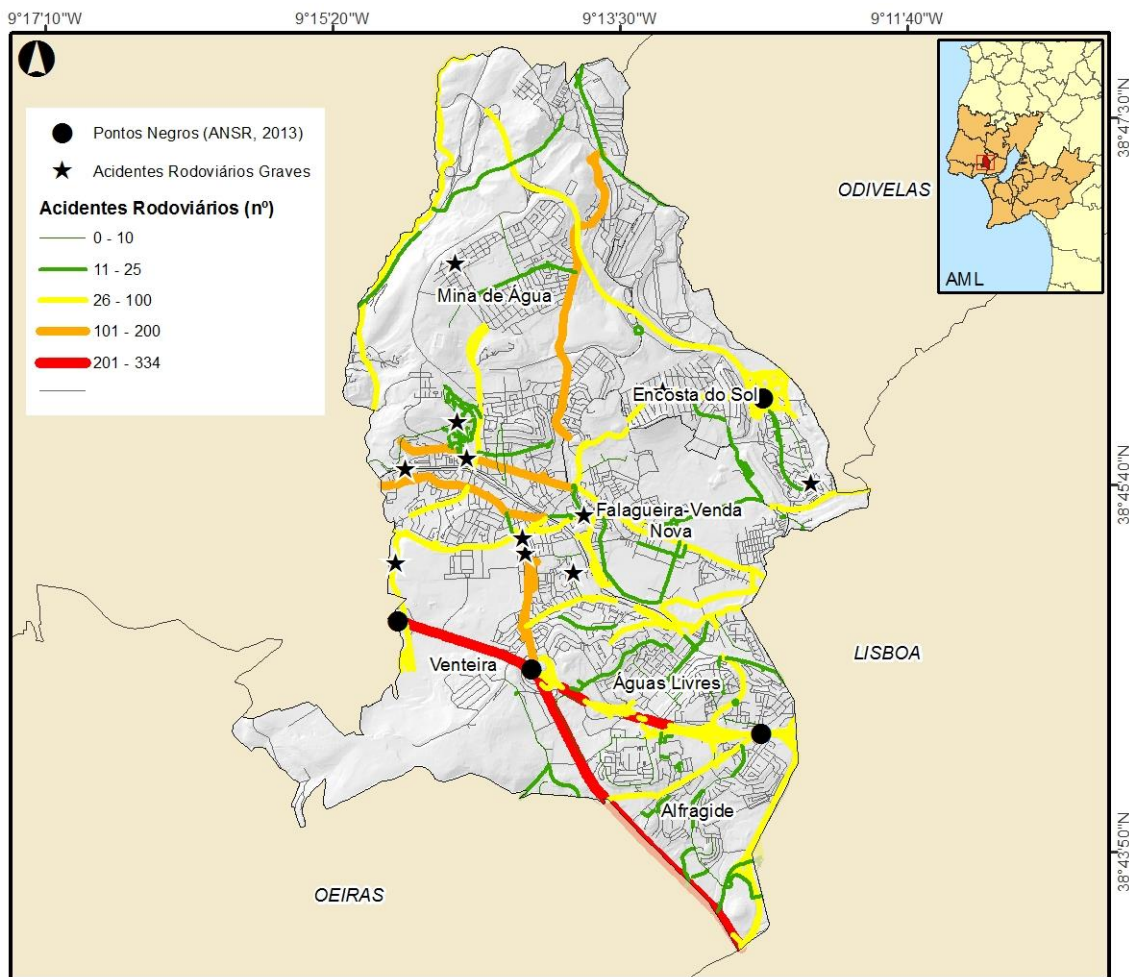 9°17'10"W
9°15'20"W
9°13'30"W
9°11'40"W
38°47'30"N
38°45'40"N
38°43'50"N
Pontos Negros (ANSR, 2013)
Acidentes Rodoviários Graves
Acidentes Rodoviários (nº)
0 - 10
11 - 25
26 - 100
101 - 200
201 - 334
AML
ODIVELAS
Mina de Água
Encosta do Sol
Falagueira-Venda
Nova
LISBOA
Venteira
Águas Livres
Alfragide
OEIRAS